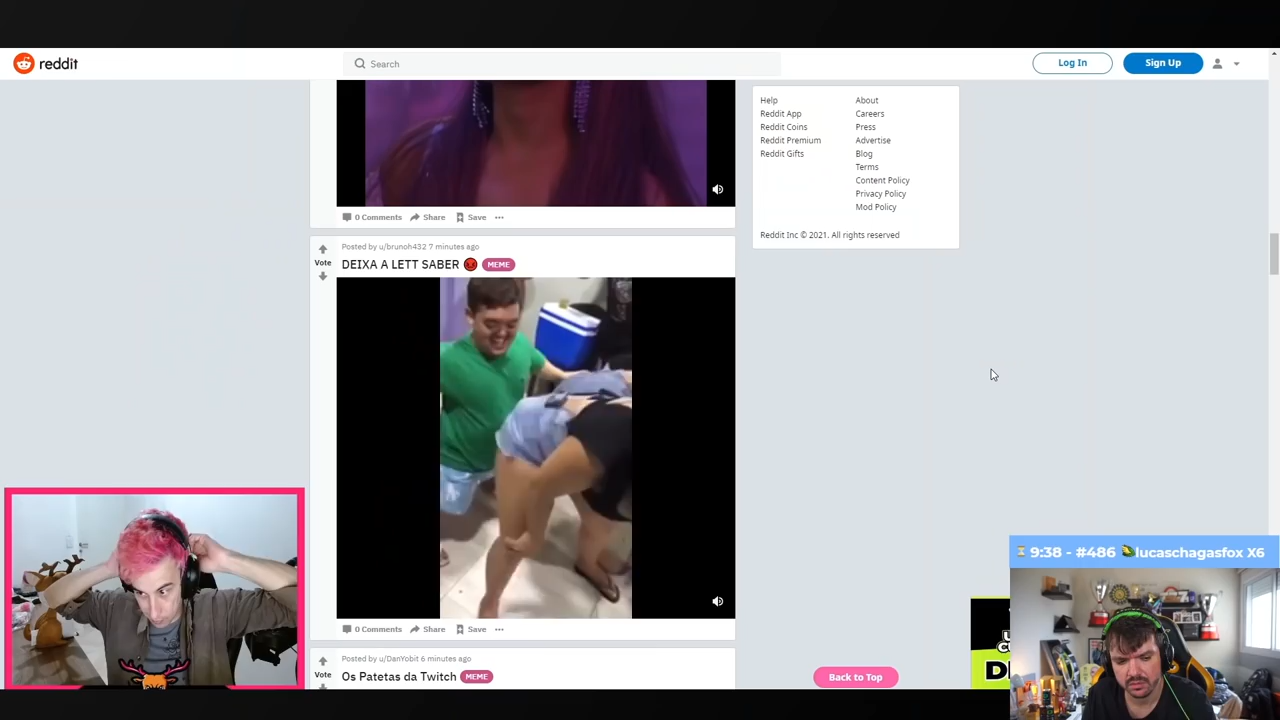 reddit
Search
Log In
Sign Up
Help
About
Reddit App
Careers
Reddit Coins
Press
Reddit Premium
Advertise
Reddit Gifts
Blog
Terms
Content Policy
Privacy Policy
Mod Policy
Reddit Inc © 2021. All rights reserved
0 Comments Share Save
Posted by u/brunoh432 7 minutes ago
Vote
DEIXA A LETT SABER 😡 MEME
0 Comments Share Save
Posted by u/DanYobit 6 minutes ago
Vote
Os Patetas da Twitch MEME
Back to Top
9:38 - #486 lucaschagasfox X6